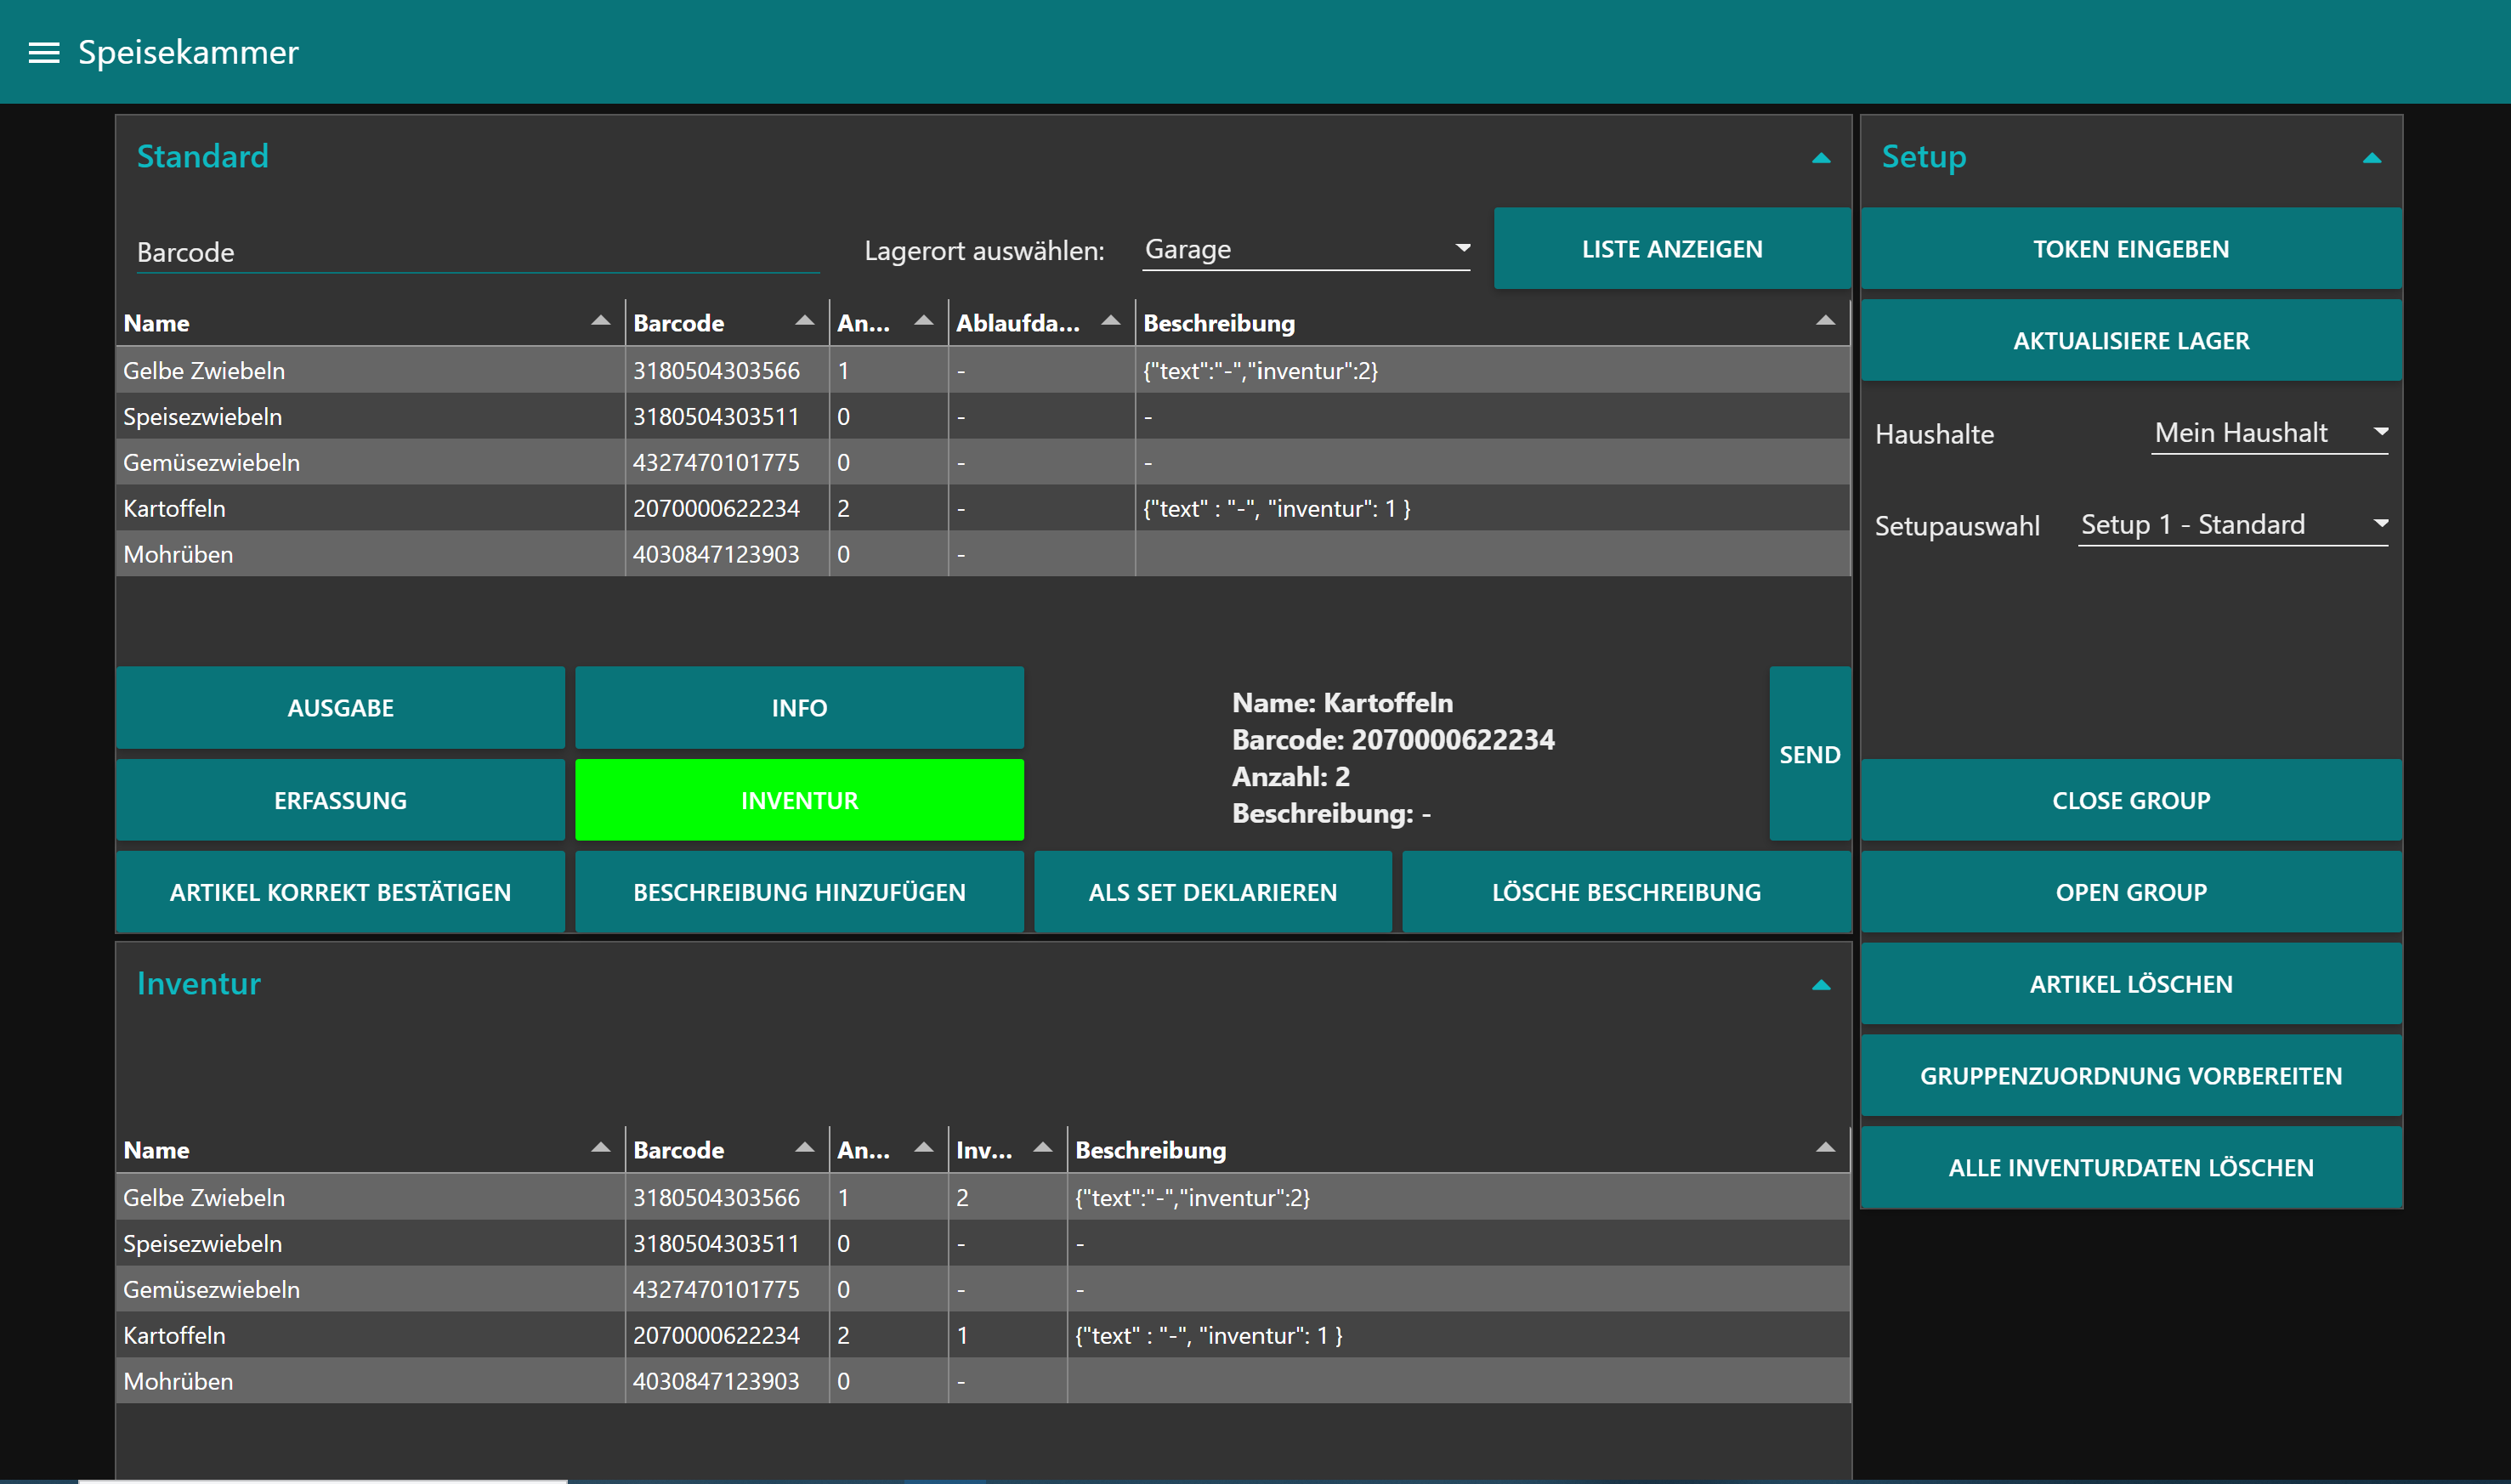 Speisekammer
Standard
Barcode Lagerort auswählen: Garage LISTE ANZEIGEN
Name Barcode An... Ablaufda... Beschreibung
Gelbe Zwiebeln 3180504303566 1 - {"text":"-","inventur":2}
Speisezwiebeln 3180504303511 0 - -
Gemüsezwiebeln 4327470101775 0 - -
Kartoffeln 2070000622234 2 - {"text" : "-", "inventur": 1 }
Mohrüben 4030847123903 0 -
AUSGABE INFO
ERFASSUNG INVENTUR
Name: Kartoffeln
Barcode: 2070000622234
Anzahl: 2
Beschreibung: -
SEND
ARTIKEL KORREKT BESTÄTIGEN BESCHREIBUNG HINZUFÜGEN ALS SET DEKLARIEREN LÖSCHE BESCHREIBUNG
Inventur
Name Barcode An... Inv... Beschreibung
Gelbe Zwiebeln 3180504303566 1 2 {"text":"-","inventur":2}
Speisezwiebeln 3180504303511 0 - -
Gemüsezwiebeln 4327470101775 0 - -
Kartoffeln 2070000622234 2 1 {"text" : "-", "inventur": 1 }
Mohrüben 4030847123903 0 -
Setup
TOKEN EINGEBEN
AKTUALISIERE LAGER
Haushalte Mein Haushalt
Setupauswahl Setup 1 - Standard
CLOSE GROUP
OPEN GROUP
ARTIKEL LÖSCHEN
GRUPPENZUORDNUNG VORBEREITEN
ALLE INVENTURDATEN LÖSCHEN